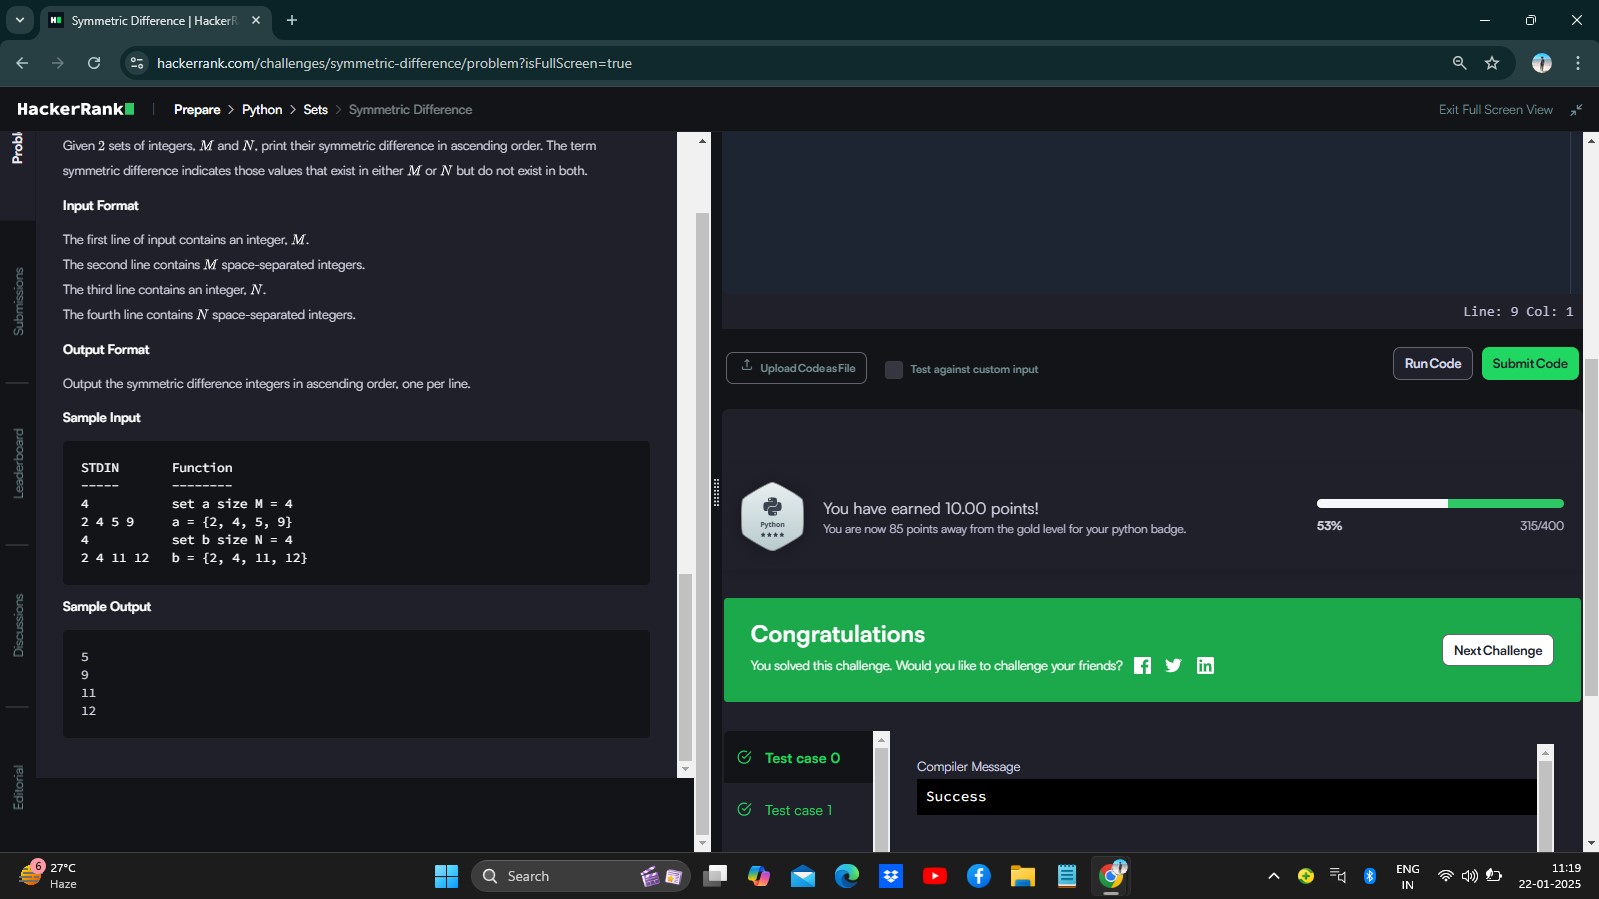 Symmetric Difference | HackerR
hackerrank.com/challenges/symmetric-difference/problem?isFullScreen=true
HackerRank
Prepare > Python > Sets > Symmetric Difference
Exit Full Screen View
Submissions
Leaderboard
Discussions
Editorial
Given 2 sets of integers, M and N, print their symmetric difference in ascending order. The term
symmetric difference indicates those values that exist in either M or N but do not exist in both.
Input Format
The first line of input contains an integer, M.
The second line contains M space-separated integers.
The third line contains an integer, N.
The fourth line contains N space-separated integers.
Output Format
Output the symmetric difference integers in ascending order, one per line.
Sample Input
STDIN Function
----- --------
4 set a size M = 4
2 4 5 9 a = {2, 4, 5, 9}
4 set b size N = 4
2 4 11 12 b = {2, 4, 11, 12}
Sample Output
5
9
11
12
Line: 9 Col: 1
Upload Code as File
Test against custom input
Run Code
Submit Code
Python
You have earned 10.00 points!
You are now 85 points away from the gold level for your python badge.
53%
315/400
Congratulations
You solved this challenge. Would you like to challenge your friends?
Next Challenge
Test case 0
Test case 1
Compiler Message
Success
6
27°C
Haze
Search
ENG
IN
11:19
22-01-2025